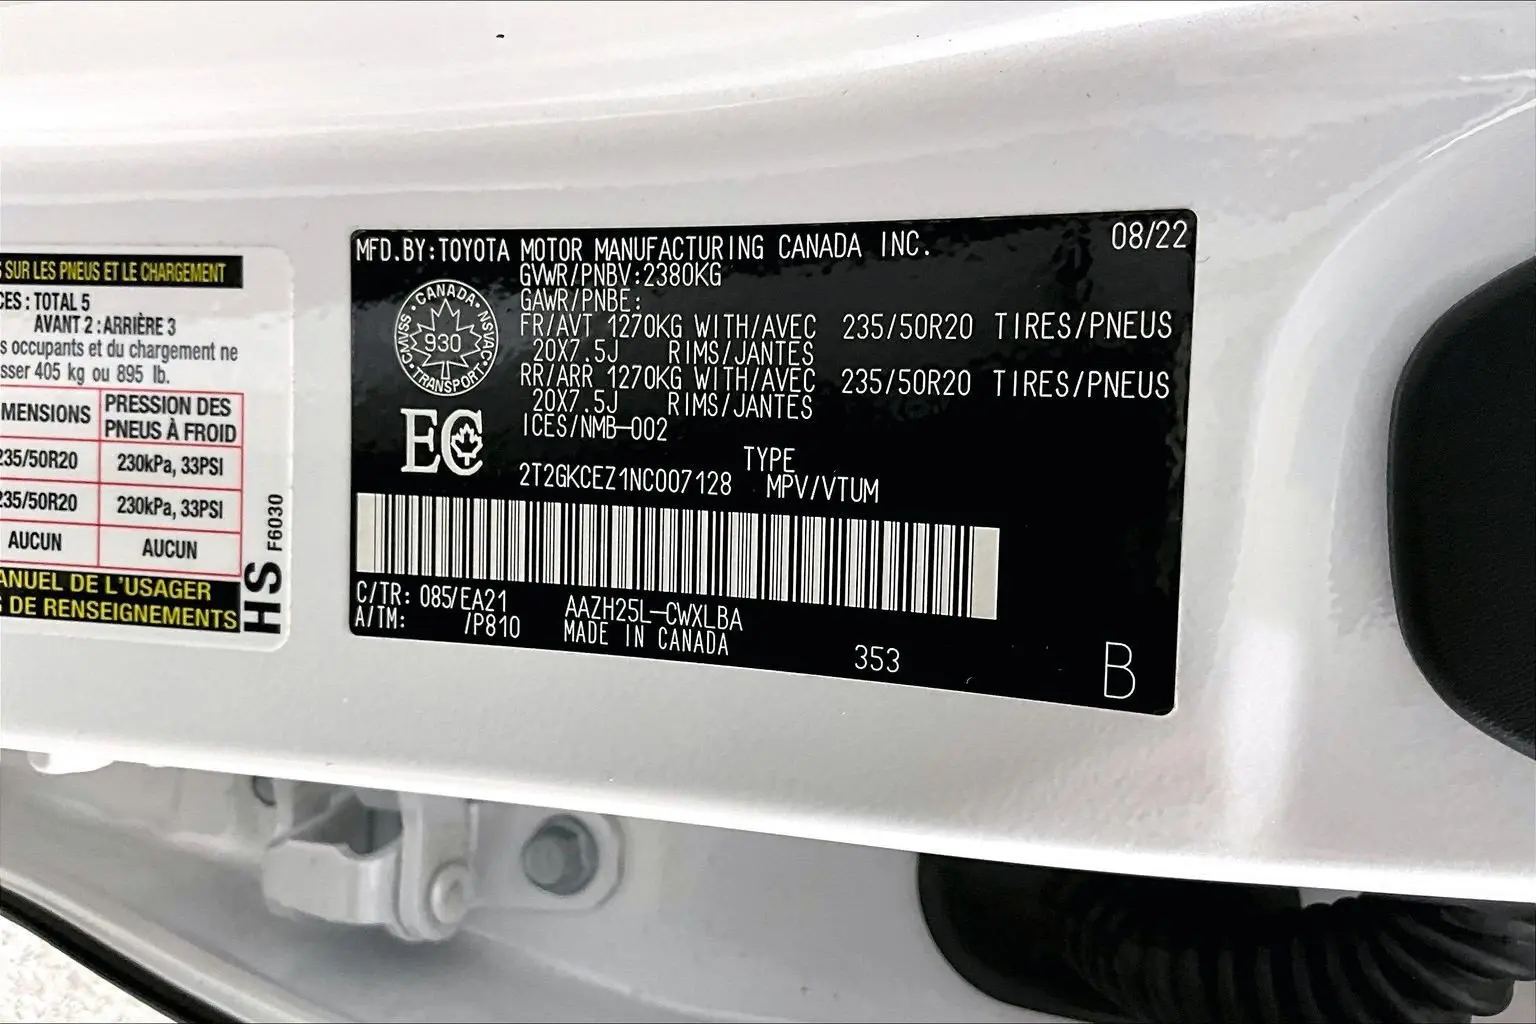 SUR LES PNEUS ET LE CHARGEMENT
CES : TOTAL 5
AVANT 2 : ARRIÈRE 3
s occupants et du chargement ne
sser 405 kg ou 895 lb.
MENSIONS PRESSION DES
PNEUS À FROID
235/50R20 230kPa, 33PSI
235/50R20 230kPa, 33PSI
AUCUN AUCUN
ANUEL DE L'USAGER
DE RENSEIGNEMENTS
HS F6030
MFD.BY:TOYOTA MOTOR MANUFACTURING CANADA INC. 08/22
GVWR/PNBV:2380KG
GAWR/PNBE:
FR/AVT 1270KG WITH/AVEC 235/50R20 TIRES/PNEUS
20X7.5J RIMS/JANTES
RR/ARR 1270KG WITH/AVEC 235/50R20 TIRES/PNEUS
20X7.5J RIMS/JANTES
ICES/NMB-002
CANADA
CMVSS 930 NSVAC
TRANSPORT
EC
TYPE
2T2GKCEZ1NC007128 MPV/VTUM
C/TR: 085/EA21 AAZH25L-CWXLBA
A/TM: /P810 MADE IN CANADA
353
B